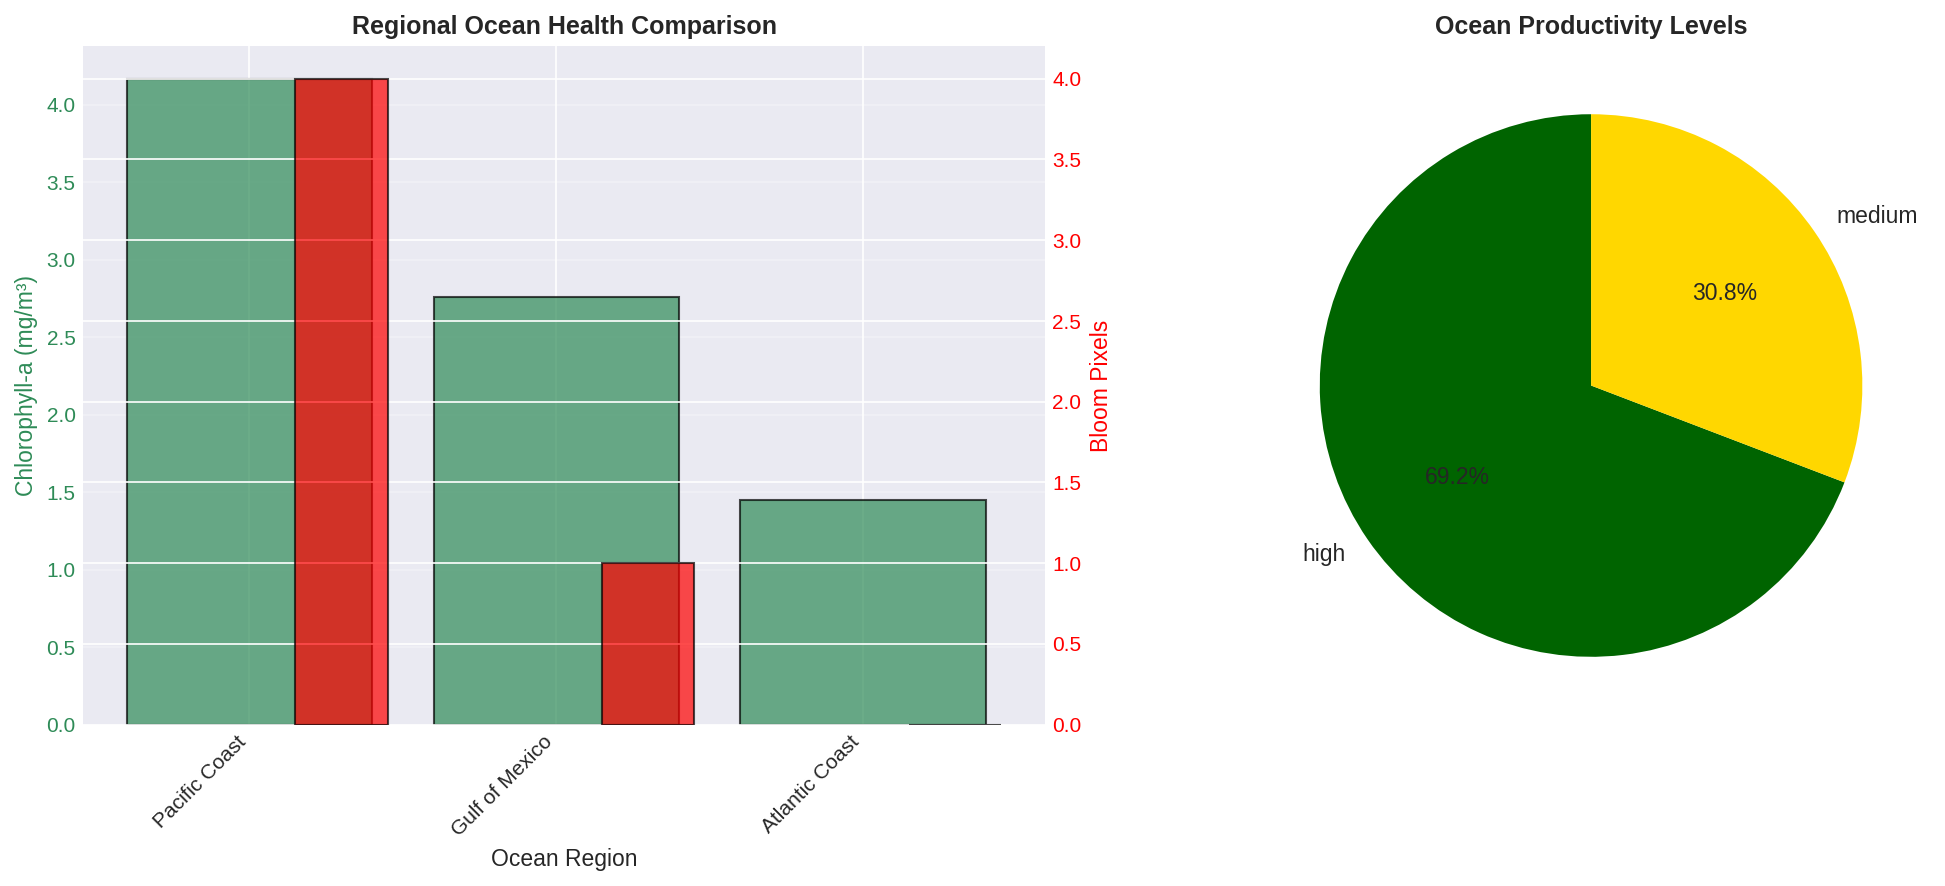 Regional Ocean Health Comparison
Chlorophyll-a (mg/m³)
4.0
3.5
3.0
2.5
2.0
1.5
1.0
0.5
0.0
Pacific Coast
Gulf of Mexico
Atlantic Coast
Ocean Region
4.0
3.5
3.0
2.5
2.0
1.5
1.0
0.5
0.0
Bloom Pixels
Ocean Productivity Levels
medium
30.8%
69.2%
high